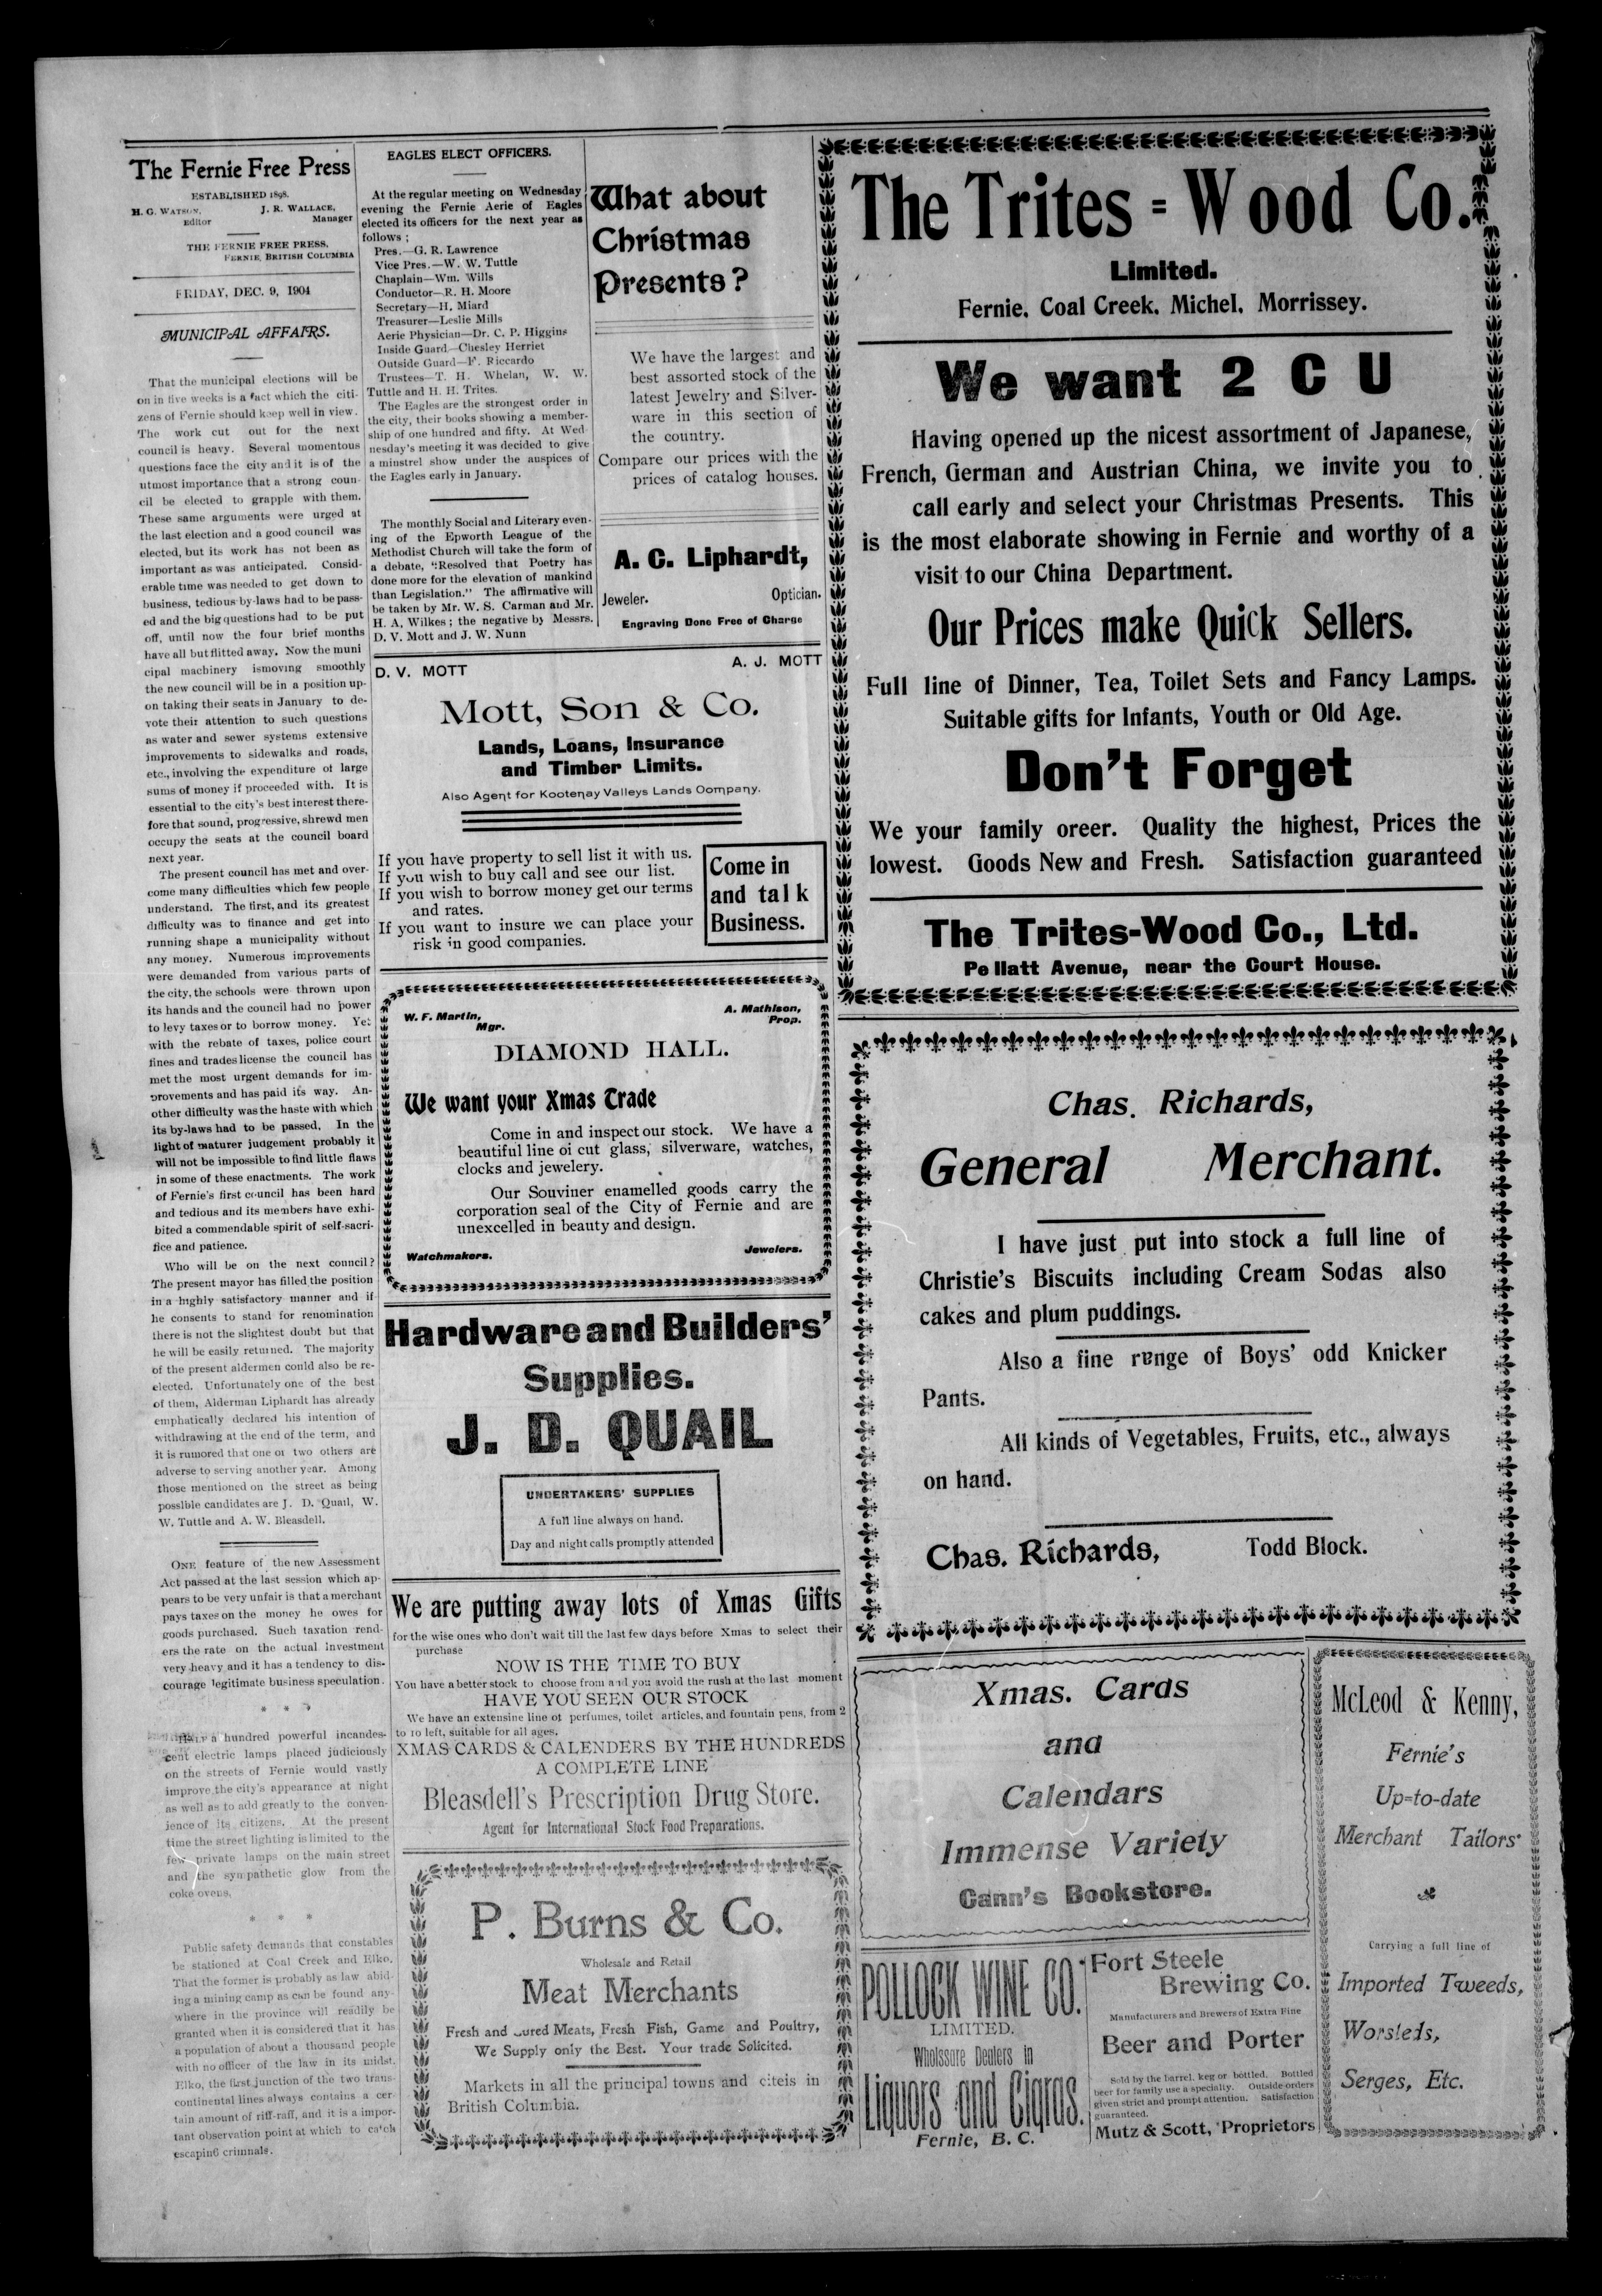 The Fernie Free Press
ESTABLISHED 1898.
H. G. WATSON, J. R. WALLACE,
Editor Manager
THE FERNIE FREE PRESS,
FERNIE, BRITISH COLUMBIA
FRIDAY, DEC. 9, 1904
MUNICIPAL AFFAIRS.
That the municipal elections will be
on in five weeks is a fact which the citi-
zens of Fernie should keep well in view.
The work cut out for the next
council is heavy. Several momentous
questions face the city and it is of the
utmost importance that a strong coun-
cil be elected to grapple with them.
These same arguments were urged at
the last election and a good council was
elected, but its work has not been as
important as was anticipated. Consid-
erable time was needed to get down to
business, tedious by-laws had to be pass-
ed and the big questions had to be put
off, until now the four brief months
have all but flitted away. Now the muni
cipal machinery ismoving smoothly
the new council will be in a position up-
on taking their seats in January to de-
vote their attention to such questions
as water and sewer systems extensive
improvements to sidewalks and roads,
etc., involving the expenditure of large
sums of money if proceeded with. It is
essential to the city's best interest there-
fore that sound, progressive, shrewd men
occupy the seats at the council board
next year.
The present council has met and over-
come many difficulties which few people
understand. The first, and its greatest
difficulty was to finance and get into
running shape a municipality without
any money. Numerous improvements
were demanded from various parts of
the city, the schools were thrown upon
its hands and the council had no power
to levy taxes or to borrow money. Yet
with the rebate of taxes, police court
fines and trades license the council has
met the most urgent demands for im-
provements and has paid its way. An-
other difficulty was the haste with which
its by-laws had to be passed. In the
light of maturer judgement probably it
will not be impossible to find little flaws
in some of these enactments. The work
of Fernie's first council has been hard
and tedious and its members have exhi-
bited a commendable spirit of self-sacri-
fice and patience.
Who will be on the next council?
The present mayor has filled the position
in a highly satisfactory manner and if
he consents to stand for renomination
there is not the slightest doubt but that
he will be easily returned. The majority
of the present aldermen could also be re-
elected. Unfortunately one of the best
of them, Alderman Liphardt has already
emphatically declared his intention of
withdrawing at the end of the term, and
it is rumored that one or two others are
adverse to serving another year. Among
those mentioned on the street as being
possible candidates are J. D. Quail, W.
W. Tuttle and A. W. Bleasdell.
ONE feature of the new Assessment
Act passed at the last session which ap-
pears to be very unfair is that a merchant
pays taxes on the money he owes for
goods purchased. Such taxation rend-
ers the rate on the actual investment
very heavy and it has a tendency to dis-
courage legitimate business speculation.
* * *
HALF a hundred powerful incandes-
cent electric lamps placed judiciously
on the streets of Fernie would vastly
improve the city's appearance at night
as well as to add greatly to the conven-
ience of its citizens. At the present
time the street lighting is limited to the
few private lamps on the main street
and the sympathetic glow from the
coke ovens.
* * *
Public safety demands that constables
be stationed at Coal Creek and Elko.
That the former is probably as law abid-
ing a mining camp as can be found any-
where in the province will readily be
granted when it is considered that it has
a population of about a thousand people
with no officer of the law in its midst.
Elko, the first junction of the two trans-
continental lines always contains a cer
tain amount of riff-raff, and it is a impor-
tant observation point at which to catch
escaping crimnals.
EAGLES ELECT OFFICERS.
At the regular meeting on Wednesday
evening the Fernie Aerie of Eagles
elected its officers for the next year as
follows ;
Pres.—G. R. Lawrence
Vice Pres.—W. W. Tuttle
Chaplain—Wm. Wills
Conductor—R. H. Moore
Secretary—H. Miard
Treasurer—Leslie Mills
Aerie Physician—Dr. C. P. Higgins
Inside Guard—Chesley Herriet
Outside Guard—F. Riccardo
Trustees—T. H. Whelan, W. W.
Tuttle and H. H. Trites.
The Eagles are the strongest order in
the city, their books showing a member-
ship of one hundred and fifty. At Wed-
nesday's meeting it was decided to give
a minstrel show under the auspices of
the Eagles early in January.
The monthly Social and Literary even-
ing of the Epworth League of the
Methodist Church will take the form of
a debate, "Resolved that Poetry has
done more for the elevation of mankind
than Legislation." The affirmative will
be taken by Mr. W. S. Carman and Mr.
H. A. Wilkes ; the negative by Messrs.
D. V. Mott and J. W. Nunn
What about
Christmas
Presents?
We have the largest and
best assorted stock of the
latest Jewelry and Silver-
ware in this section of
the country.
Compare our prices with the
prices of catalog houses.
A. C. Liphardt,
Jeweler. Optician.
Engraving Done Free of Charge
D. V. MOTT A. J. MOTT
Mott, Son & Co.
Lands, Loans, Insurance
and Timber Limits.
Also Agent for Kootenay Valleys Lands Company.
If you have property to sell list it with us.
If you wish to buy call and see our list.
If you wish to borrow money get our terms
and rates.
If you want to insure we can place your
risk in good companies.
Come in
and talk
Business.
W. F. Martin, A. Mathison,
Mgr. Prop.
DIAMOND HALL.
We want your Xmas Trade
Come in and inspect our stock. We have a
beautiful line of cut glass, silverware, watches,
clocks and jewelery.
Our Souviner enamelled goods carry the
corporation seal of the City of Fernie and are
unexcelled in beauty and design.
Watchmakers. Jewelers.
Hardware and Builders'
Supplies.
J. D. QUAIL
UNDERTAKERS' SUPPLIES
A full line always on hand.
Day and night calls promptly attended
We are putting away lots of Xmas Gifts
for the wise ones who don't wait till the last few days before Xmas to select their
purchase
NOW IS THE TIME TO BUY
You have a better stock to choose from and you avoid the rush at the last moment
HAVE YOU SEEN OUR STOCK
We have an extensine line of perfumes, toilet articles, and fountain pens, from 2
to 10 left, suitable for all ages.
XMAS CARDS & CALENDERS BY THE HUNDREDS
A COMPLETE LINE
Bleasdell's Prescription Drug Store.
Agent for International Stock Food Preparations.
P. Burns & Co.
Wholesale and Retail
Meat Merchants
Fresh and Cured Meats, Fresh Fish, Game and Poultry,
We Supply only the Best. Your trade Solicited.
Markets in all the principal towns and citeis in
British Columbia.
The Trites=Wood Co.
Limited.
Fernie. Coal Creek. Michel. Morrissey.
We want 2 C U
Having opened up the nicest assortment of Japanese,
French, German and Austrian China, we invite you to
call early and select your Christmas Presents. This
is the most elaborate showing in Fernie and worthy of a
visit to our China Department.
Our Prices make Quick Sellers.
Full line of Dinner, Tea, Toilet Sets and Fancy Lamps.
Suitable gifts for Infants, Youth or Old Age.
Don't Forget
We your family oreer. Quality the highest, Prices the
lowest. Goods New and Fresh. Satisfaction guaranteed
The Trites-Wood Co., Ltd.
Pellatt Avenue, near the Court House.
Chas. Richards,
General Merchant.
I have just put into stock a full line of
Christie's Biscuits including Cream Sodas also
cakes and plum puddings.
Also a fine range of Boys' odd Knicker
Pants.
All kinds of Vegetables, Fruits, etc., always
on hand.
Chas. Richards, Todd Block.
Xmas. Cards
and
Calendars
Immense Variety
Cann's Bookstore.
POLLOCK WINE CO.
LIMITED.
Wholssare Dealers in
Liquors and Cigras.
Fernie, B. C.
Fort Steele
Brewing Co.
Manufacturers and Brewers of Extra Fine
Beer and Porter
Sold by the barrel, keg or bottled. Bottled
beer for family use a specialty. Outside orders
given strict and prompt attention. Satisfaction
guaranteed.
Mutz & Scott, Proprietors
McLeod & Kenny,
Fernie's
Up=to=date
Merchant Tailors
Carrying a full line of
Imported Tweeds,
Worsteds,
Serges, Etc.